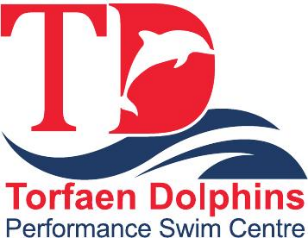 TD
Torfaen Dolphins
Performance Swim Centre